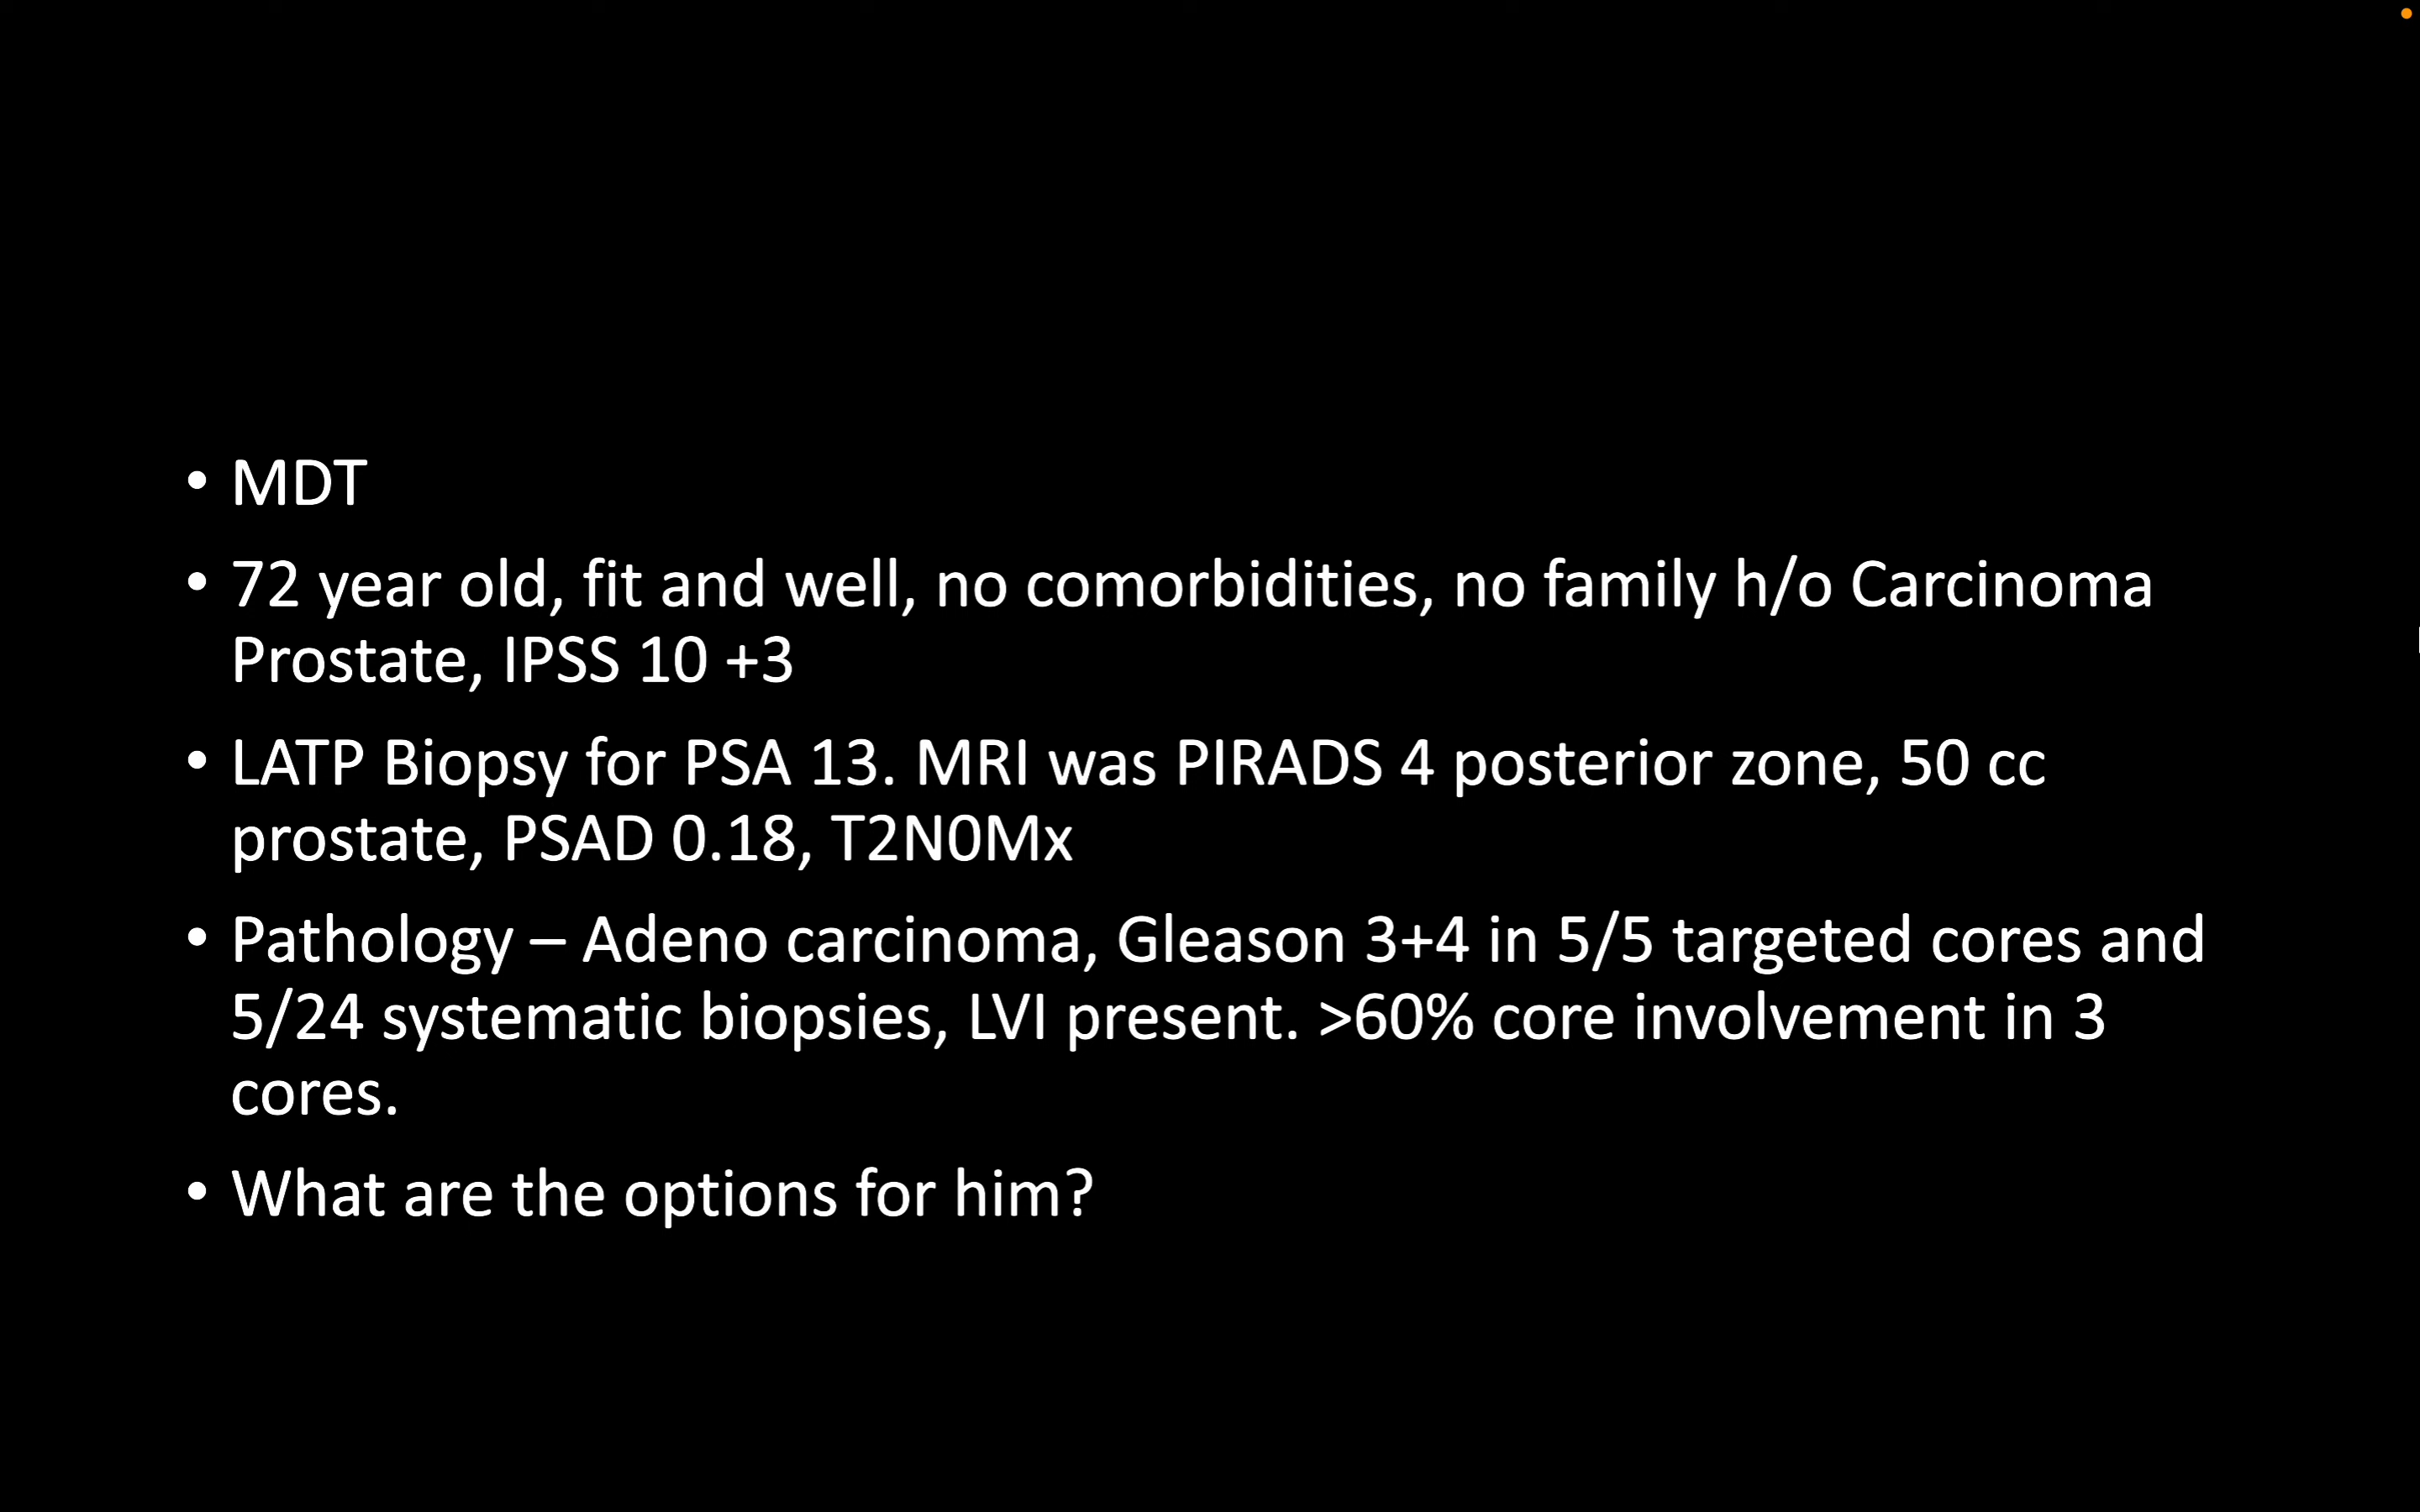 • MDT
• 72 year old, fit and well, no comorbidities, no family h/o Carcinoma
Prostate, IPSS 10 +3
• LATP Biopsy for PSA 13. MRI was PIRADS 4 posterior zone, 50 cc
prostate, PSAD 0.18, T2N0Mx
• Pathology – Adeno carcinoma, Gleason 3+4 in 5/5 targeted cores and
5/24 systematic biopsies, LVI present. >60% core involvement in 3
cores.
• What are the options for him?